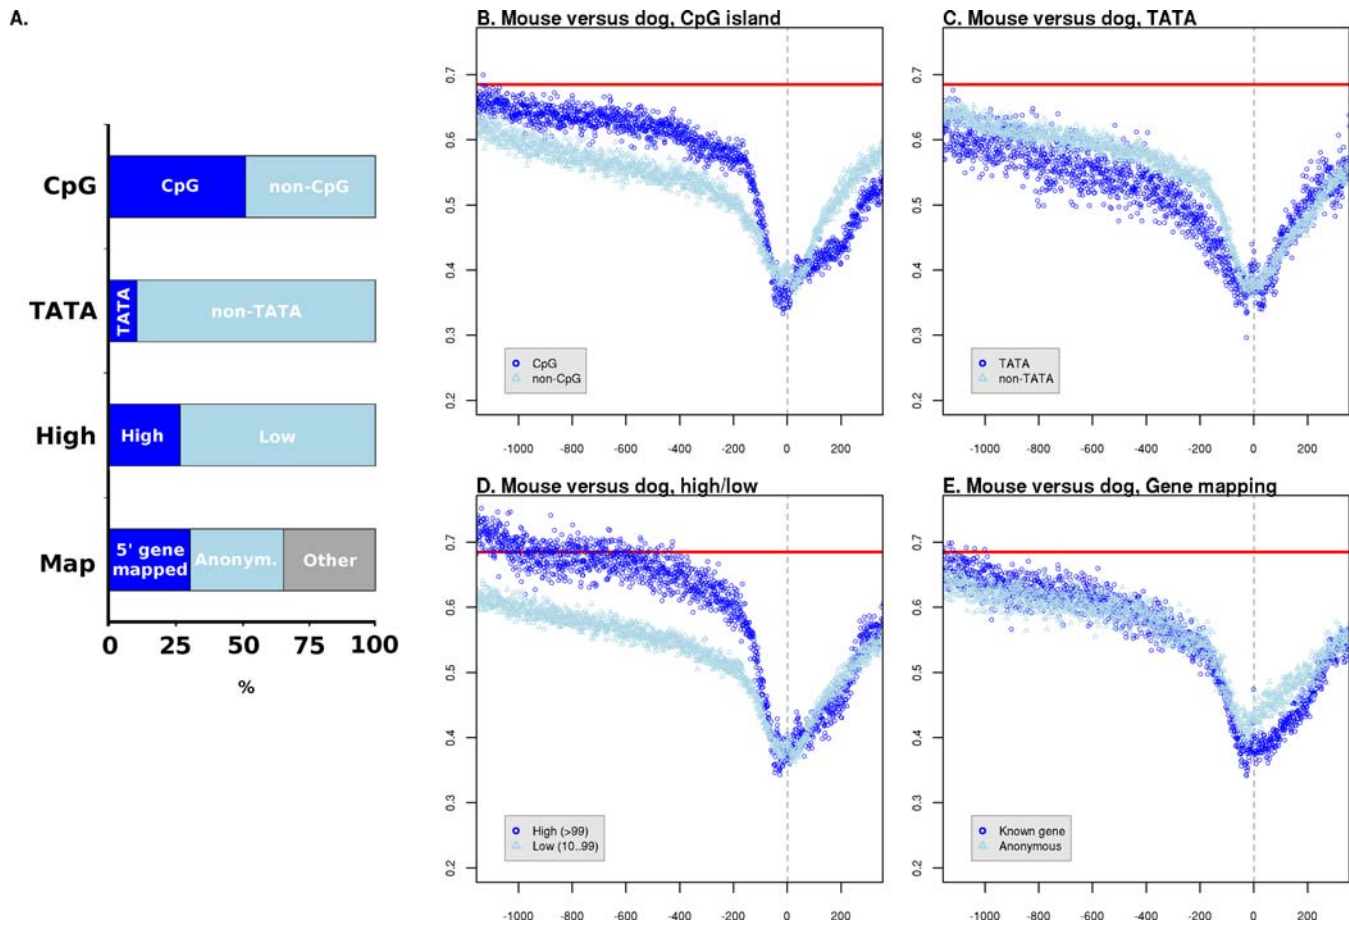 A.
CpG
CpG
non-CpG
TATA
TATA
non-TATA
High
High
Low
Map
5' gene
mapped
Anonym.
Other
0 25 50 75 100
%
B. Mouse versus dog, CpG island
0.7
0.6
0.5
0.4
0.3
0.2
CpG
non-CpG
-1000 -800 -600 -400 -200 0 200
C. Mouse versus dog, TATA
0.7
0.6
0.5
0.4
0.3
0.2
TATA
non-TATA
-1000 -800 -600 -400 -200 0 200
D. Mouse versus dog, high/low
0.7
0.6
0.5
0.4
0.3
0.2
High (>99)
Low (10..99)
-1000 -800 -600 -400 -200 0 200
E. Mouse versus dog, Gene mapping
0.7
0.6
0.5
0.4
0.3
0.2
Known gene
Anonymous
-1000 -800 -600 -400 -200 0 200